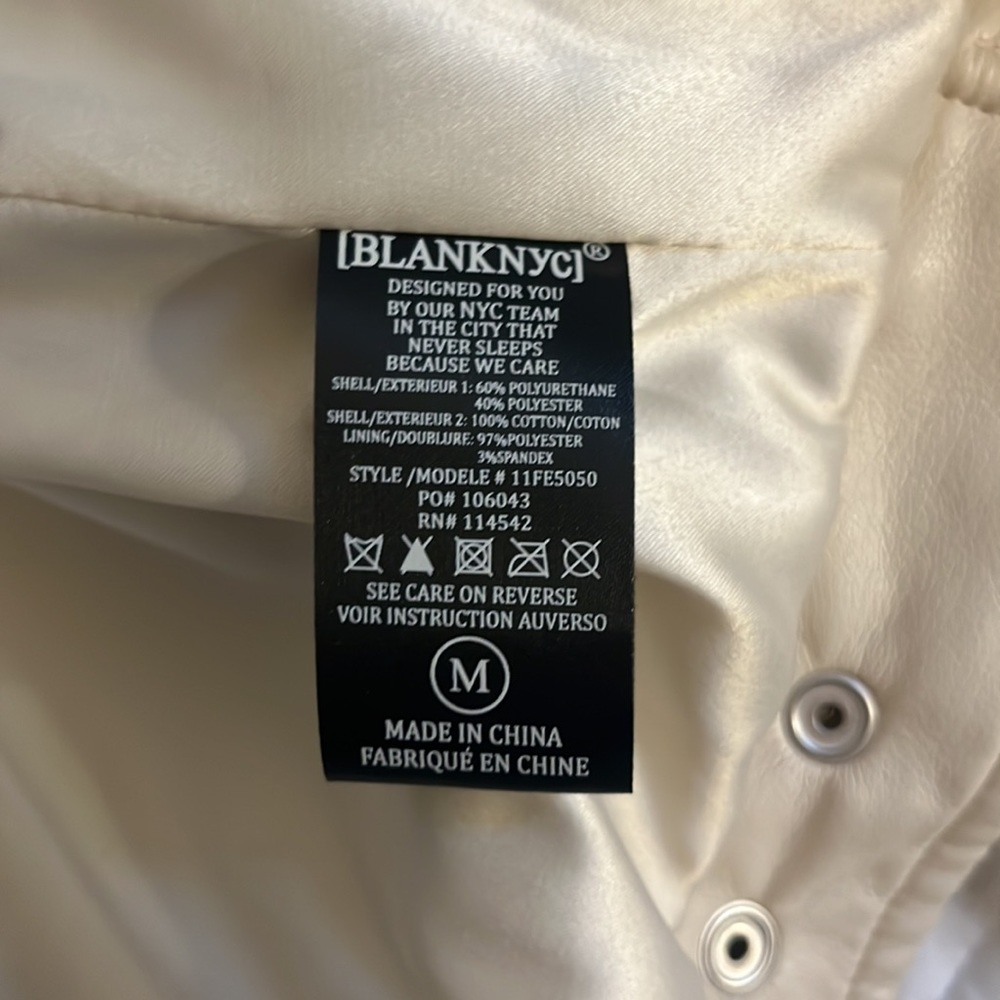 [BLANKNYC]®
DESIGNED FOR YOU
BY OUR NYC TEAM
IN THE CITY THAT
NEVER SLEEPS
BECAUSE WE CARE
SHELL/EXTERIEUR 1: 60% POLYURETHANE
40% POLYESTER
SHELL/EXTERIEUR 2: 100% COTTON/COTON
LINING/DOUBLURE: 97%POLYESTER
3%SPANDEX
STYLE /MODELE # 11FE5050
PO# 106043
RN# 114542
SEE CARE ON REVERSE
VOIR INSTRUCTION AUVERSO
M
MADE IN CHINA
FABRIQUÉ EN CHINE